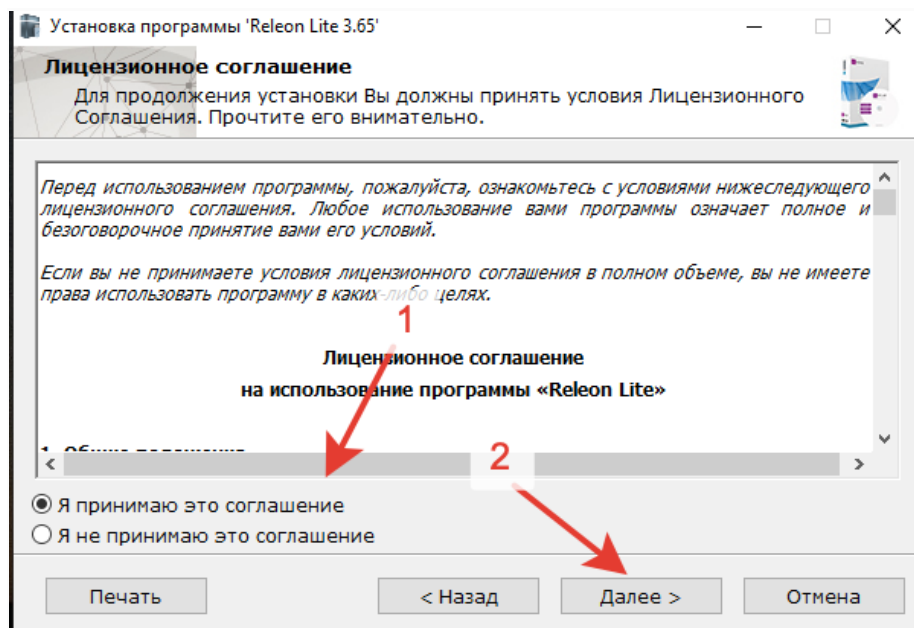 Установка программы 'Releon Lite 3.65'
Лицензионное соглашение
Для продолжения установки Вы должны принять условия Лицензионного
Соглашения. Прочтите его внимательно.
Перед использованием программы, пожалуйста, ознакомьтесь с условиями нижеследующего
лицензионного соглашения. Любое использование вами программы означает полное и
безоговорочное принятие вами его условий.
Если вы не принимаете условия лицензионного соглашения в полном объеме, вы не имеете
права использовать программу в каких-либо целях.
1
Лицензионное соглашение
на использование программы «Releon Lite»
1. Общие положения
2
Я принимаю это соглашение
Я не принимаю это соглашение
Печать
< Назад
Далее >
Отмена